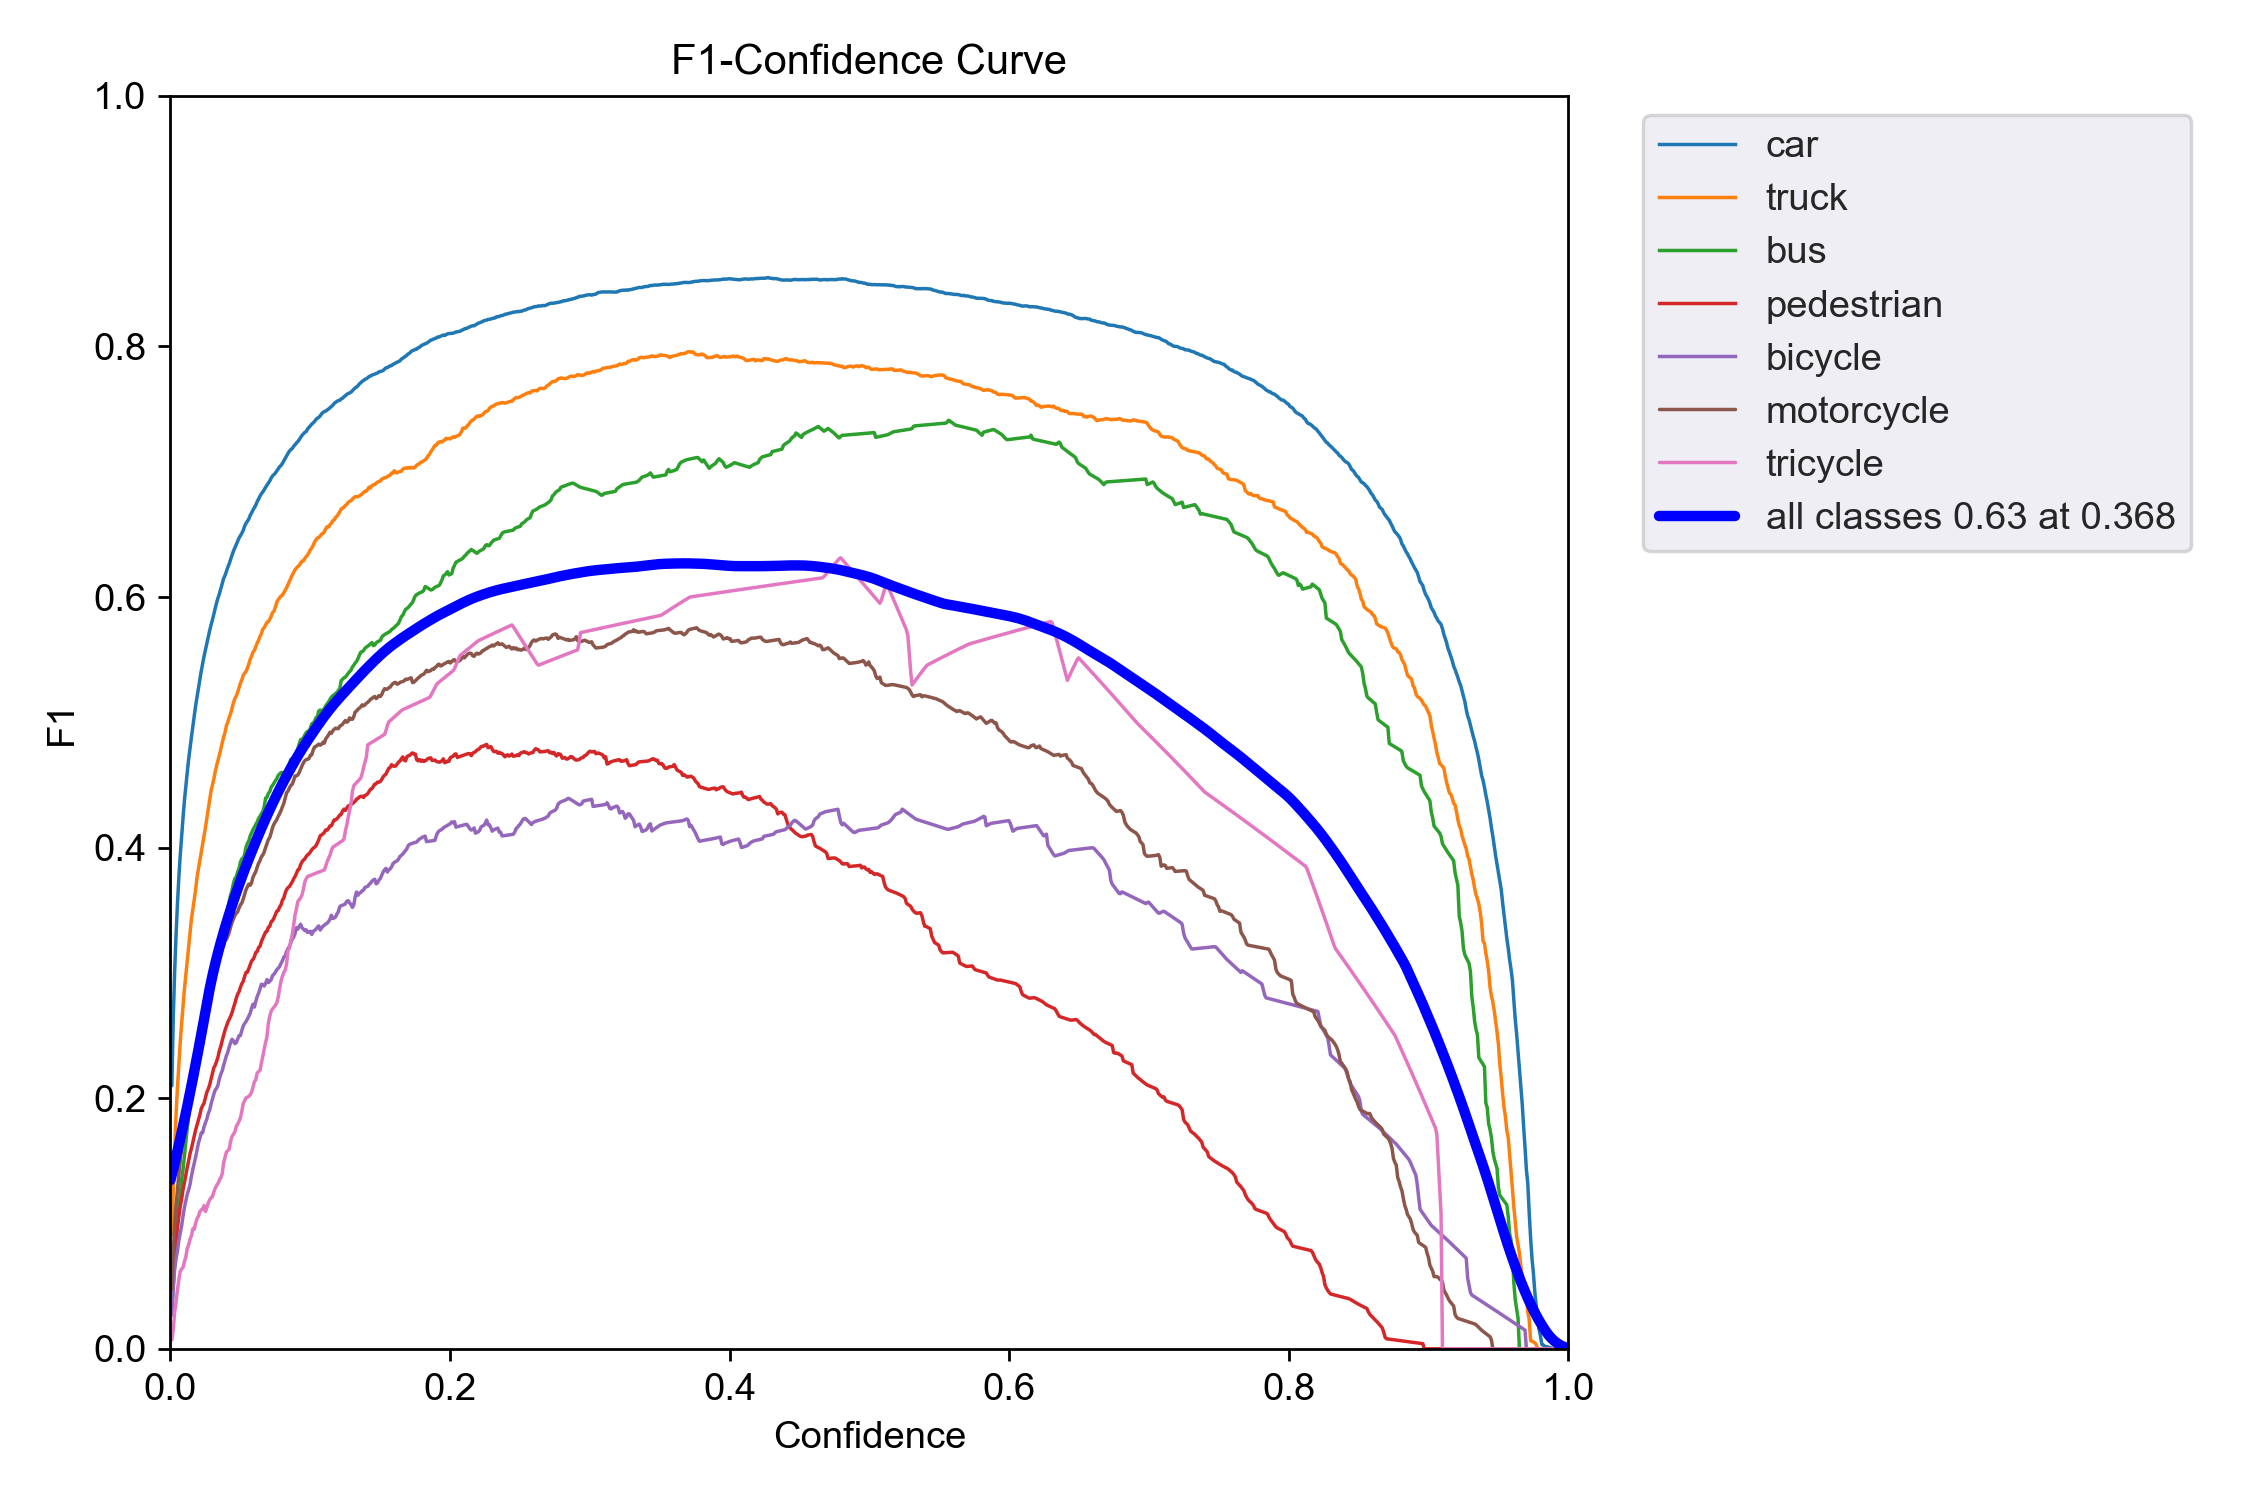 F1-Confidence Curve
1.0
0.8
0.6
0.4
0.2
0.0
F1
0.0 0.2 0.4 0.6 0.8 1.0
Confidence
car
truck
bus
pedestrian
bicycle
motorcycle
tricycle
all classes 0.63 at 0.368